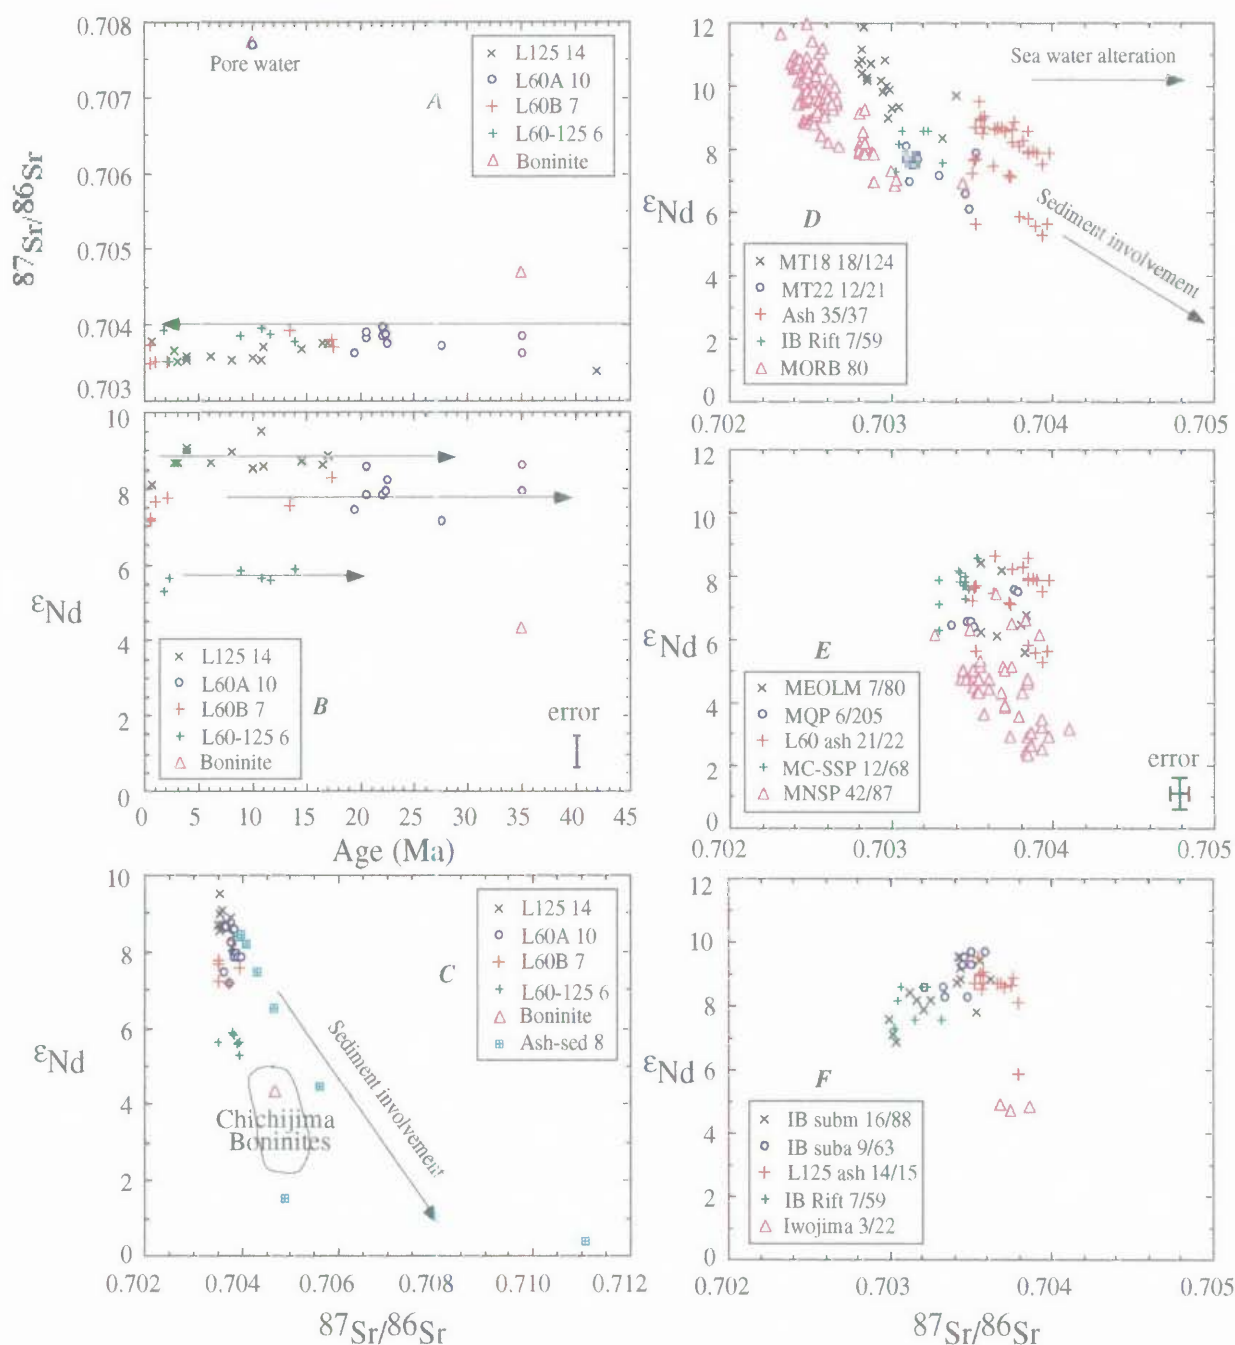 0.708
0.707
0.706
0.705
0.704
0.703
87Sr/86Sr
Pore water
A
L125 14
L60A 10
L60B 7
L60-125 6
Boninite
10
8
6
4
2
0
εNd
L125 14
L60A 10
L60B 7
L60-125 6
Boninite
B
error
0 5 10 15 20 25 30 35 40 45
Age (Ma)
10
8
6
4
2
0
εNd
L125 14
L60A 10
L60B 7
L60-125 6
Boninite
Ash-sed 8
C
Sediment involvement
Chichijima
Boninites
0.702 0.704 0.706 0.708 0.710 0.712
87Sr/86Sr
12
10
8
6
4
2
0
εNd
Sea water alteration
D
Sediment involvement
MT18 18/124
MT22 12/21
Ash 35/37
IB Rift 7/59
MORB 80
0.702 0.703 0.704 0.705
12
10
8
6
4
2
0
εNd
E
MEOLM 7/80
MQP 6/205
L60 ash 21/22
MC-SSP 12/68
MNSP 42/87
error
0.702 0.703 0.704 0.705
12
10
8
6
4
2
0
εNd
F
IB subm 16/88
IB suba 9/63
L125 ash 14/15
IB Rift 7/59
Iwojima 3/22
0.702 0.703 0.704 0.705
87Sr/86Sr